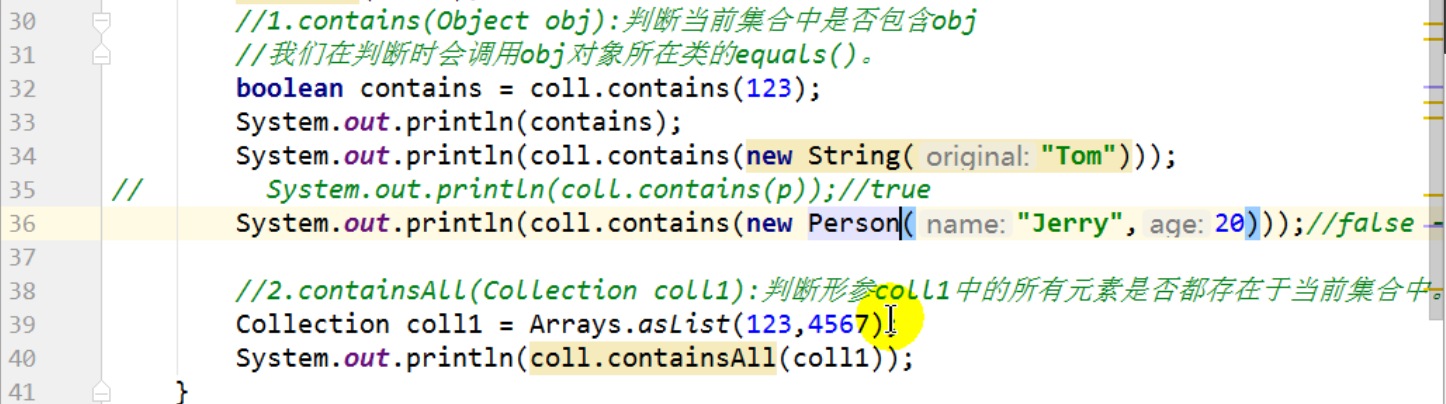 30 //1.contains(Object obj):判断当前集合中是否包含obj
31 //我们在判断时会调用obj对象所在类的equals()。
32 boolean contains = coll.contains(123);
33 System.out.println(contains);
34 System.out.println(coll.contains(new String( original: "Tom")));
35 // System.out.println(coll.contains(p));//true
36 System.out.println(coll.contains(new Person( name: "Jerry", age: 20)));//false -
37
38 //2.containsAll(Collection coll1):判断形参coll1中的所有元素是否都存在于当前集合中。
39 Collection coll1 = Arrays.asList(123,4567);
40 System.out.println(coll.containsAll(coll1));
41 }